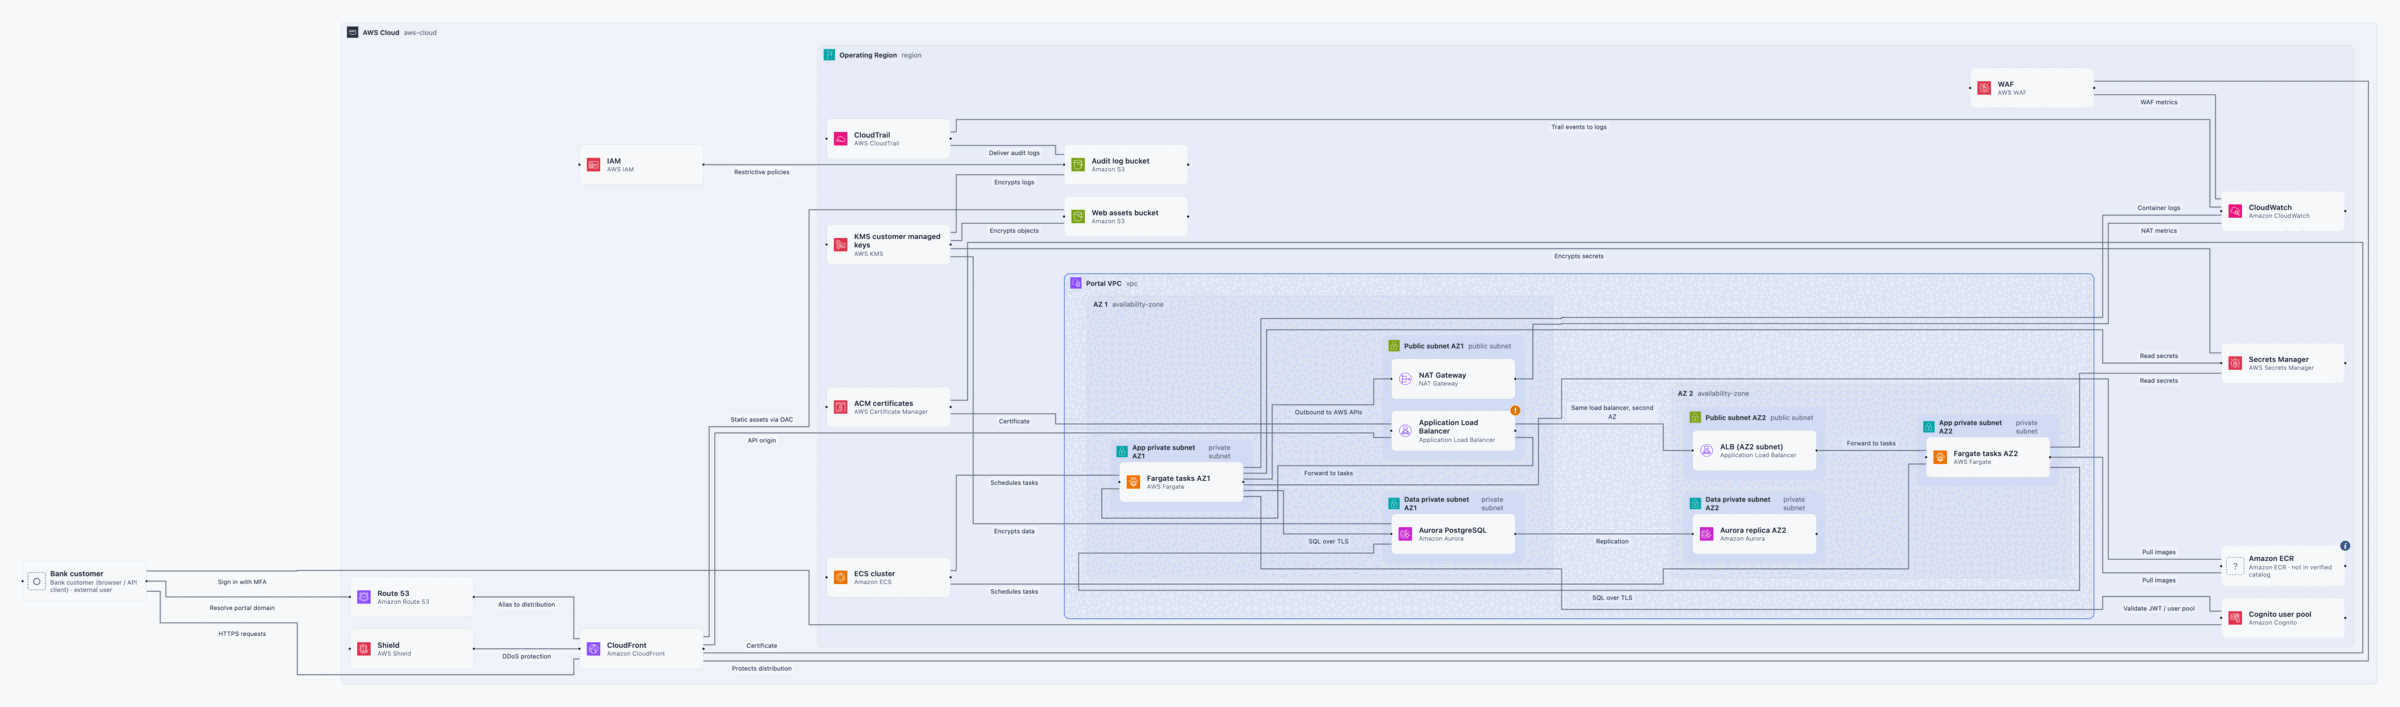 AWS Cloud aws-cloud
Operating Region region
WAF
AWS WAF
WAF metrics
CloudTrail
AWS CloudTrail
Trail events to logs
Deliver audit logs
IAM
AWS IAM
Restrictive policies
Audit log bucket
Amazon S3
Encrypts logs
Web assets bucket
Amazon S3
Encrypts objects
KMS customer managed
keys
AWS KMS
Container logs
CloudWatch
Amazon CloudWatch
NAT metrics
Encrypts secrets
Portal VPC vpc
AZ 1 availability-zone
Public subnet AZ1 public subnet
NAT Gateway
NAT Gateway
Read secrets
Secrets Manager
AWS Secrets Manager
Read secrets
ACM certificates
AWS Certificate Manager
Static assets via OAC
API origin
Certificate
Outbound to AWS APIs
!
Application Load
Balancer
Application Load Balancer
Same load balancer, second
AZ
AZ 2 availability-zone
Public subnet AZ2 public subnet
ALB (AZ2 subnet)
Application Load Balancer
Forward to tasks
App private subnet
AZ2
private
subnet
Fargate tasks AZ2
AWS Fargate
App private subnet
AZ1
private
subnet
Fargate tasks AZ1
AWS Fargate
Schedules tasks
Forward to tasks
Data private subnet
AZ1
private
subnet
Aurora PostgreSQL
Amazon Aurora
Encrypts data
SQL over TLS
Replication
Data private subnet
AZ2
private
subnet
Aurora replica AZ2
Amazon Aurora
Pull images
i
?
Amazon ECR
Amazon ECR · not in verified
catalog
Pull images
ECS cluster
Amazon ECS
Schedules tasks
SQL over TLS
Validate JWT / user pool
Cognito user pool
Amazon Cognito
Bank customer
Bank customer (browser / API
client) · external user
Sign in with MFA
Resolve portal domain
HTTPS requests
Route 53
Amazon Route 53
Alias to distribution
Shield
AWS Shield
DDoS protection
CloudFront
Amazon CloudFront
Certificate
Protects distribution